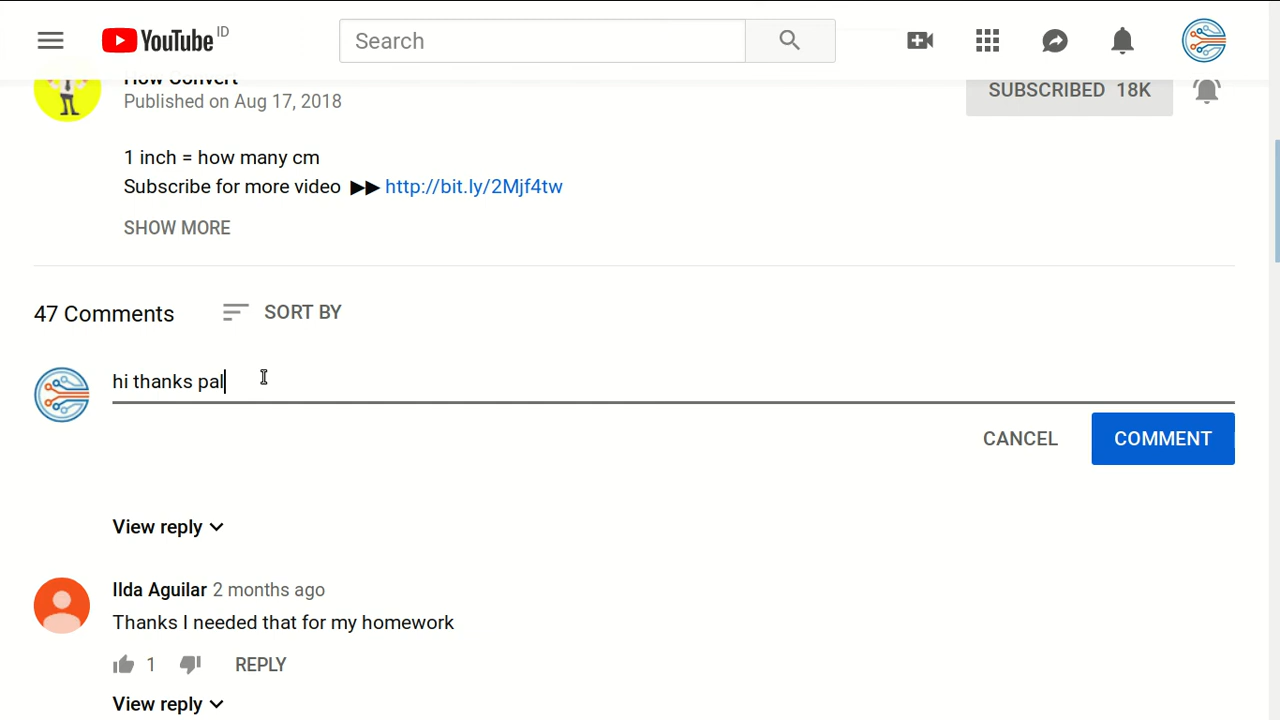 YouTube ID
Search
How Convert
Published on Aug 17, 2018
SUBSCRIBED 18K
1 inch = how many cm
Subscribe for more video ▶▶ http://bit.ly/2Mjf4tw
SHOW MORE
47 Comments
SORT BY
hi thanks pal
CANCEL
COMMENT
View reply
Ilda Aguilar 2 months ago
Thanks I needed that for my homework
1
REPLY
View reply